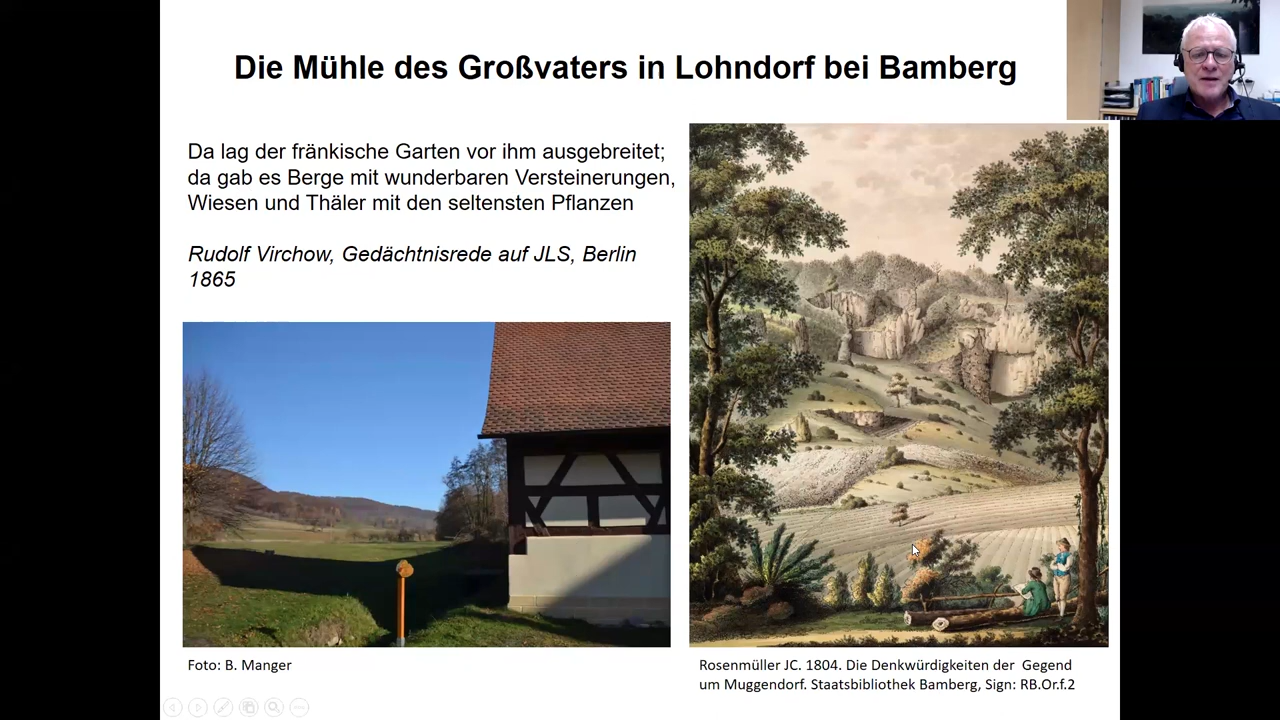 Die Mühle des Großvaters in Lohndorf bei Bamberg
Da lag der fränkische Garten vor ihm ausgebreitet;
da gab es Berge mit wunderbaren Versteinerungen,
Wiesen und Thäler mit den seltensten Pflanzen
Rudolf Virchow, Gedächtnisrede auf JLS, Berlin
1865
Foto: B. Manger
Rosenmüller JC. 1804. Die Denkwürdigkeiten der  Gegend
um Muggendorf. Staatsbibliothek Bamberg, Sign: RB.Or.f.2